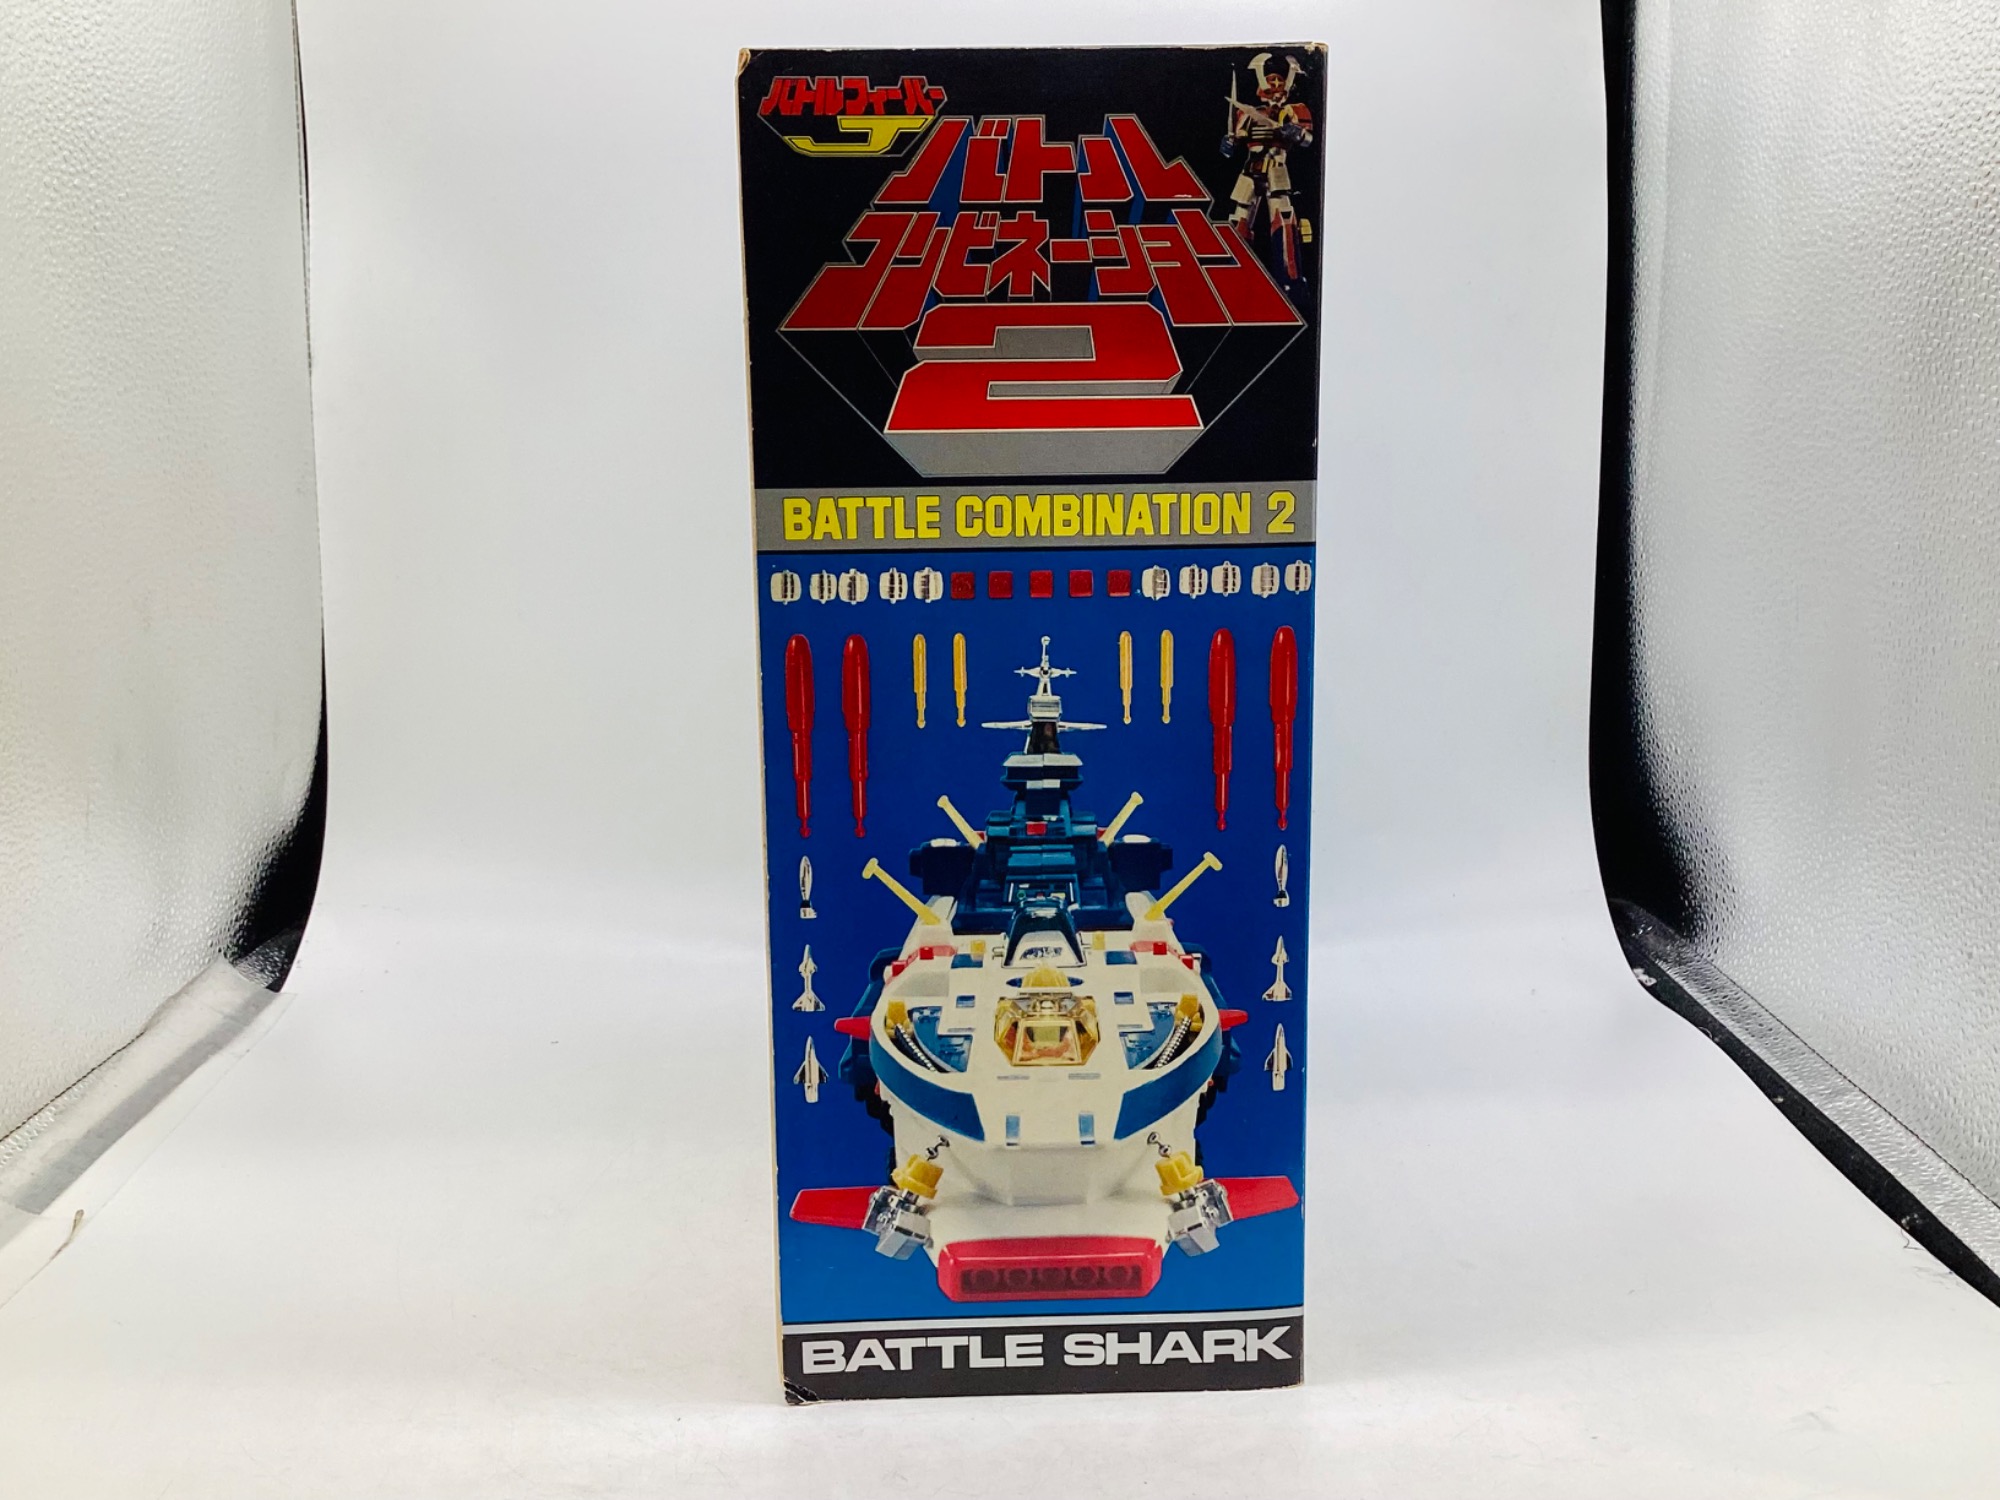 バトルフィーバー
J
バトル
コンビネーション
2
BATTLE COMBINATION 2
BATTLE SHARK